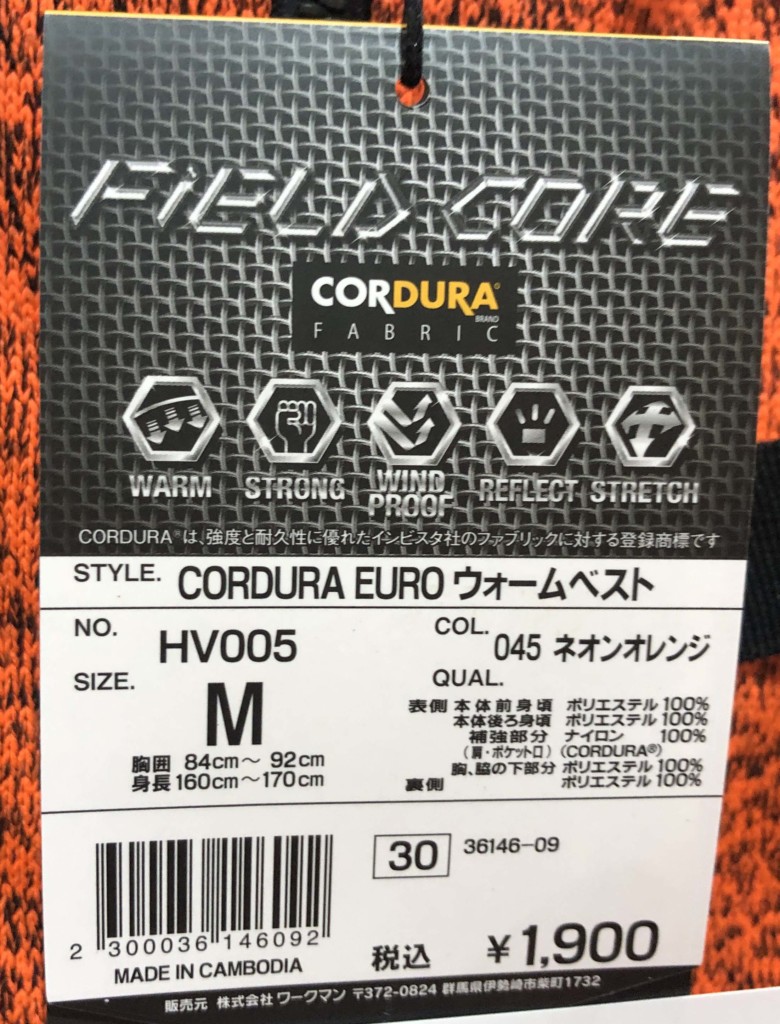 FiELD CORE
CORDURA®
BRAND
FABRIC
WARM STRONG WIND PROOF REFLECT STRETCH
CORDURA®は、強度と耐久性に優れたインビスタ社のファブリックに対する登録商標です
STYLE. CORDURA EURO ウォームベスト
NO. HV005
COL. 045 ネオンオレンジ
SIZE. M
胸囲 84cm～ 92cm
身長 160cm～170cm
QUAL.
表側 本体前身頃 ポリエステル 100%
本体後ろ身頃 ポリエステル 100%
補強部分 ナイロン 100%
(肩・ポケット口) (CORDURA®)
胸、脇の下部分 ポリエステル 100%
裏側 ポリエステル 100%
30 36146-09
2 300036 146092
MADE IN CAMBODIA
税込 ¥1,900
販売元 株式会社 ワークマン 〒372-0824 群馬県伊勢崎市柴町1732